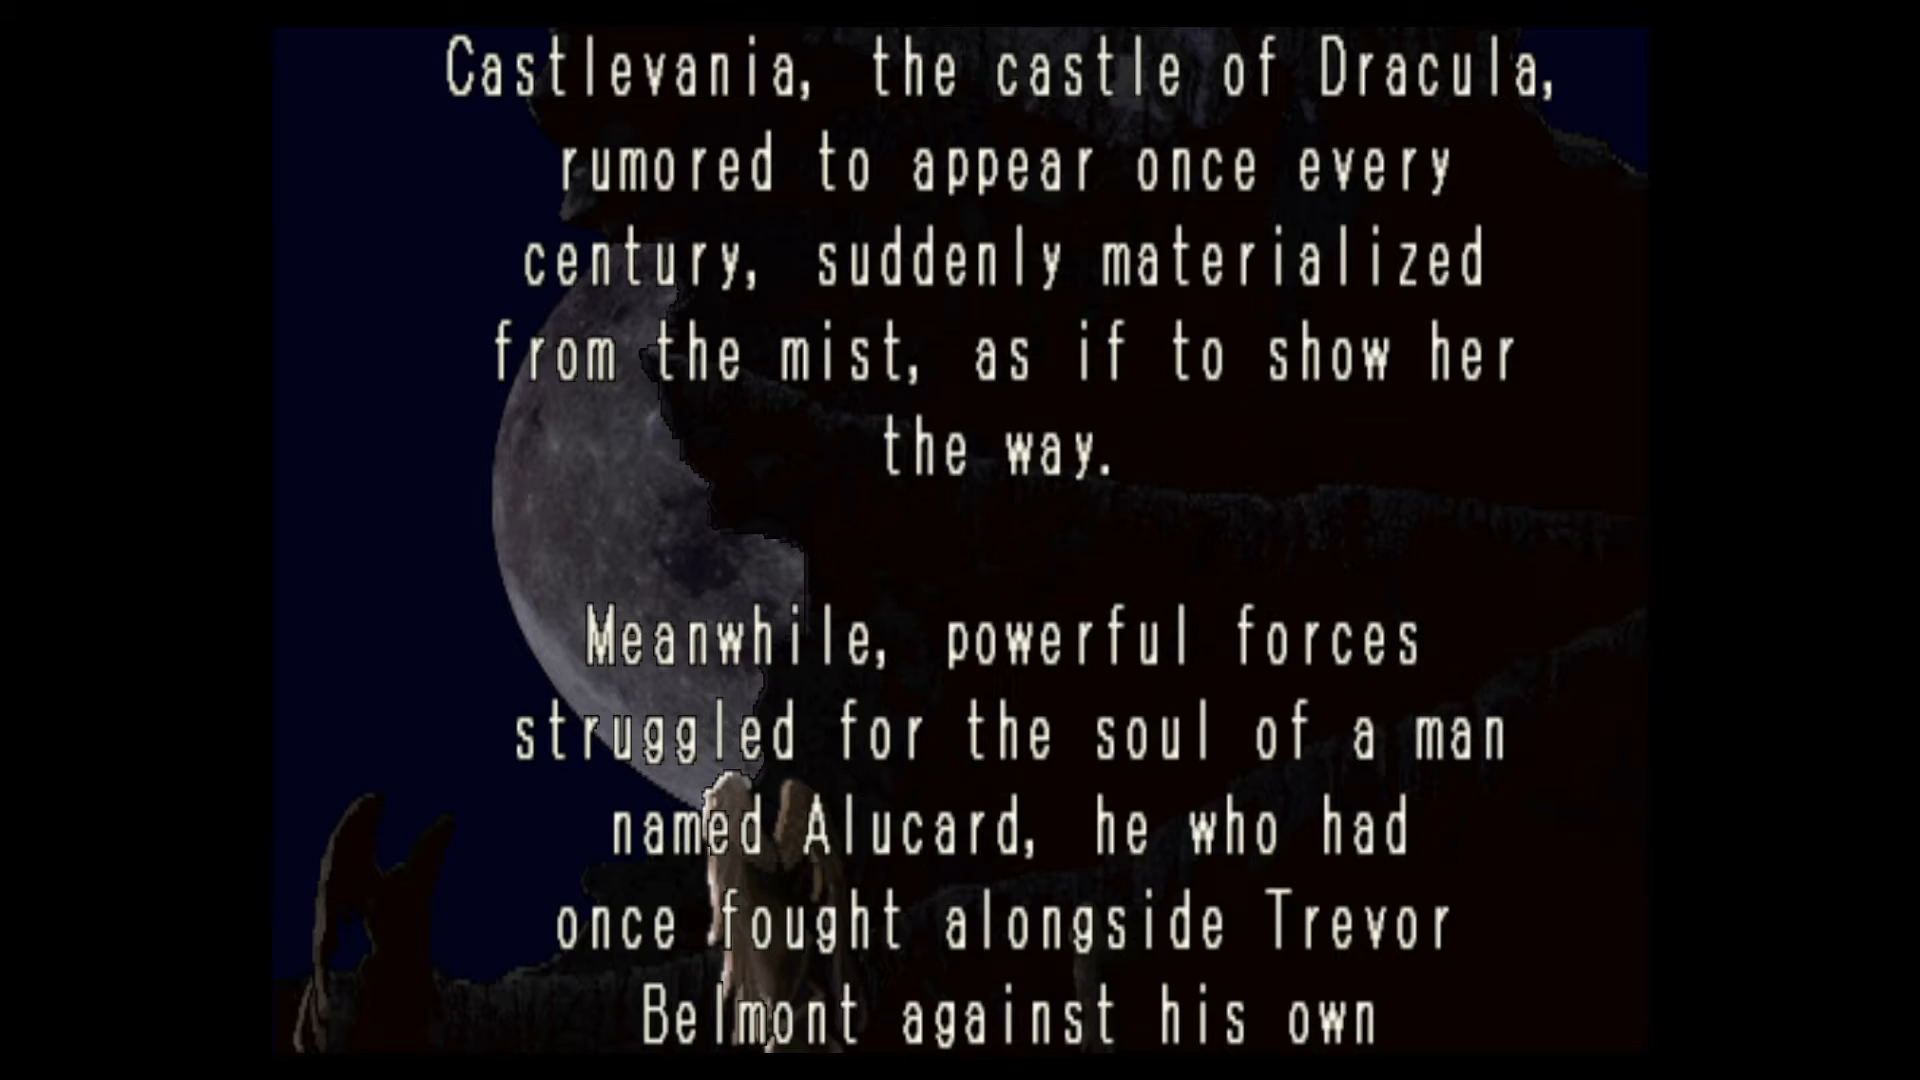 Castlevania, the castle of Dracula,
rumored to appear once every
century, suddenly materialized
from the mist, as if to show her
the way.
Meanwhile, powerful forces
struggled for the soul of a man
named Alucard, he who had
once fought alongside Trevor
Belmont against his own